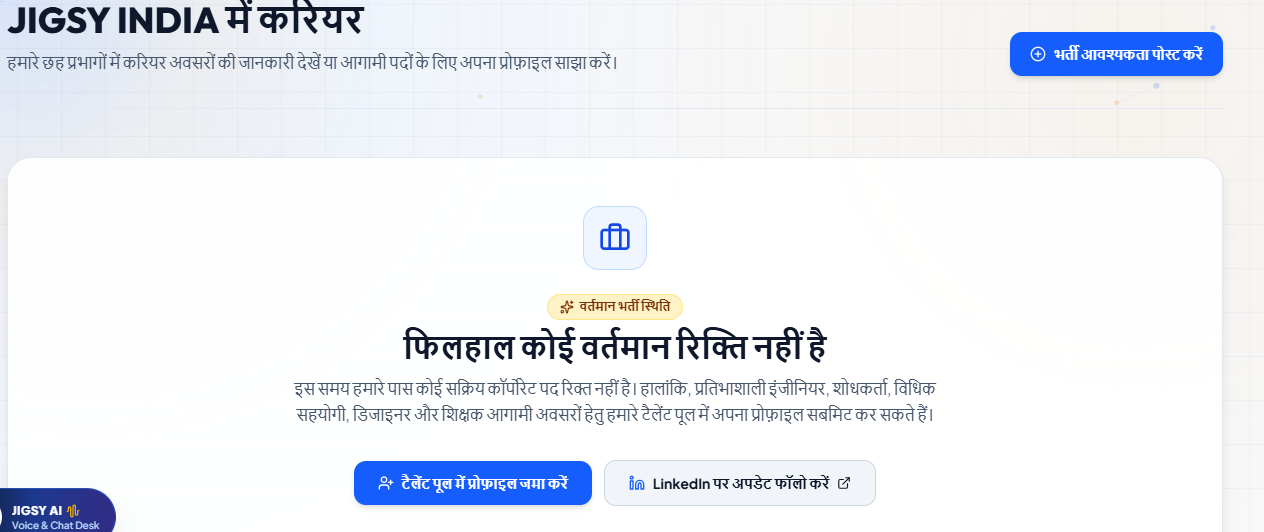 JIGSY INDIA में करियर
हमारे छह प्रभागों में करियर अवसरों की जानकारी देखें या आगामी पदों के लिए अपना प्रोफ़ाइल साझा करें।
भर्ती आवश्यकता पोस्ट करें
वर्तमान भर्ती स्थिति
फिलहाल कोई वर्तमान रिक्ति नहीं है
इस समय हमारे पास कोई सक्रिय कॉर्पोरेट पद रिक्त नहीं है। हालांकि, प्रतिभाशाली इंजीनियर, शोधकर्ता, विधिक
सहयोगी, डिजाइनर और शिक्षक आगामी अवसरों हेतु हमारे टैलेंट पूल में अपना प्रोफ़ाइल सबमिट कर सकते हैं।
टैलेंट पूल में प्रोफ़ाइल जमा करें
LinkedIn पर अपडेट फॉलो करें
JIGSY AI
Voice & Chat Desk